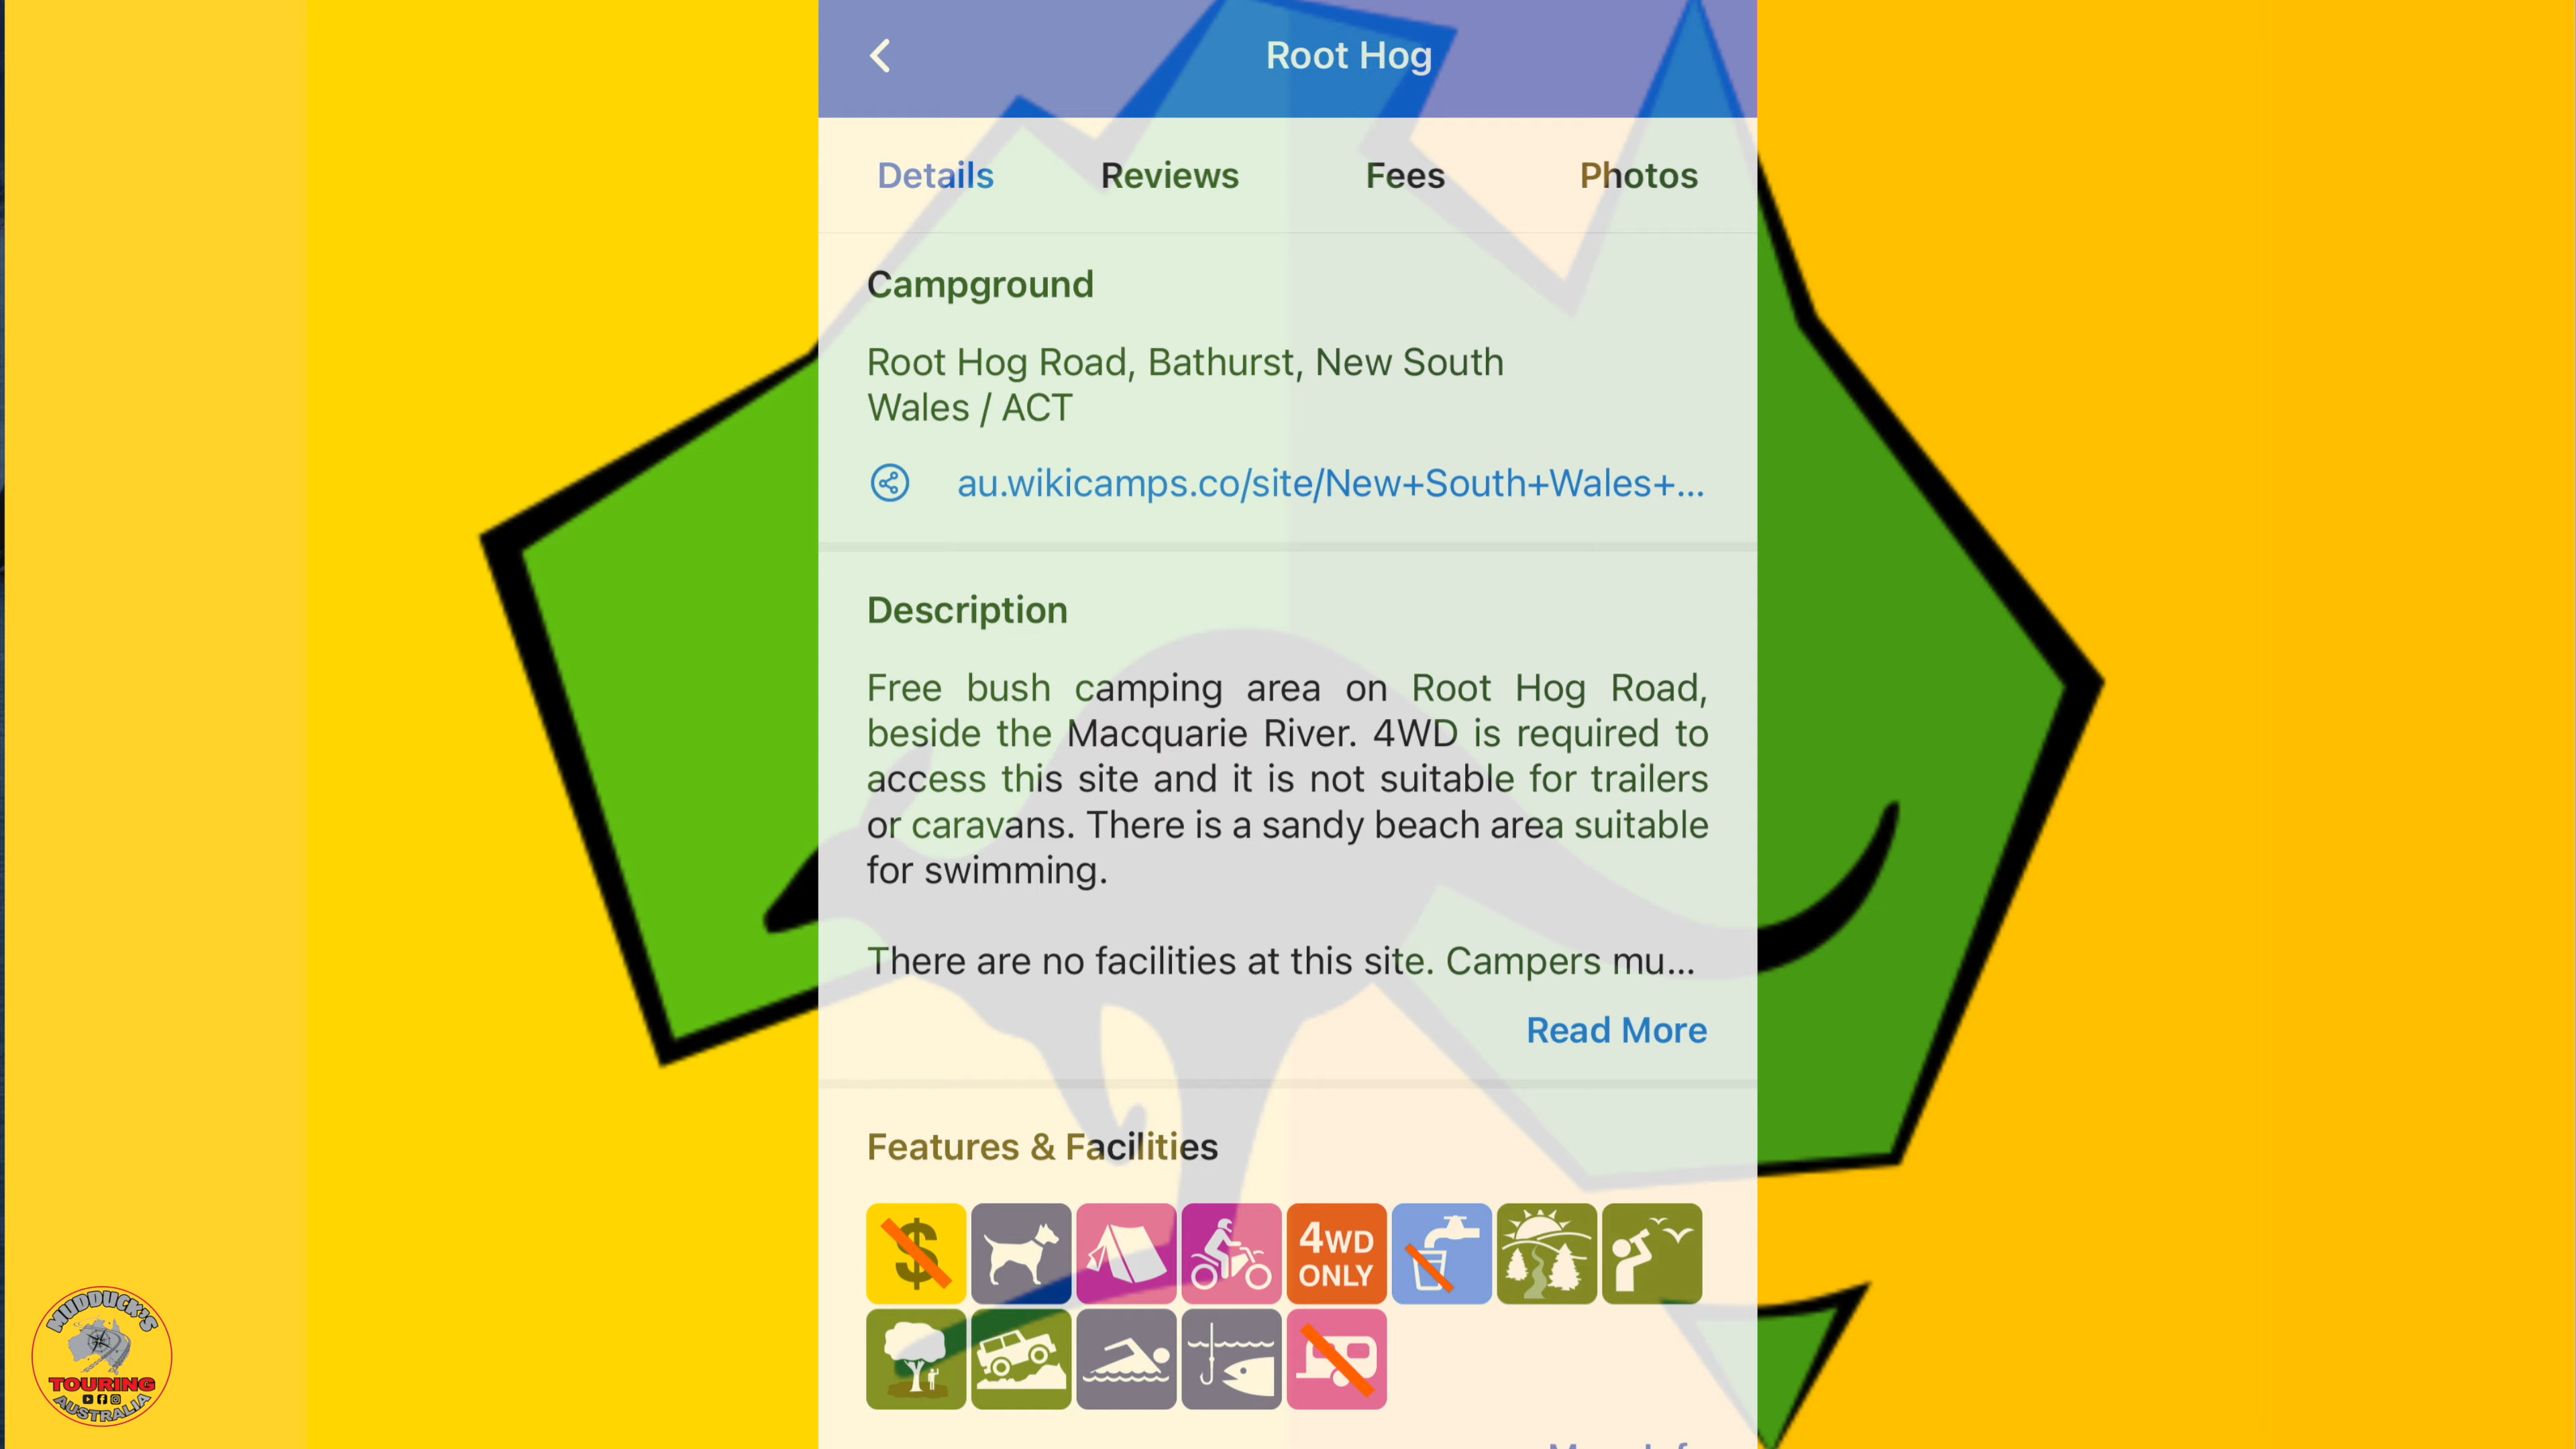 Root Hog
Details Reviews Fees Photos
Campground
Root Hog Road, Bathurst, New South
Wales / ACT
au.wikicamps.co/site/New+South+Wales+...
Description
Free bush camping area on Root Hog Road,
beside the Macquarie River. 4WD is required to
access this site and it is not suitable for trailers
or caravans. There is a sandy beach area suitable
for swimming.
There are no facilities at this site. Campers mu...
Read More
Features & Facilities
$
4WD
ONLY
MUDDUCK'S
TOURING
AUSTRALIA